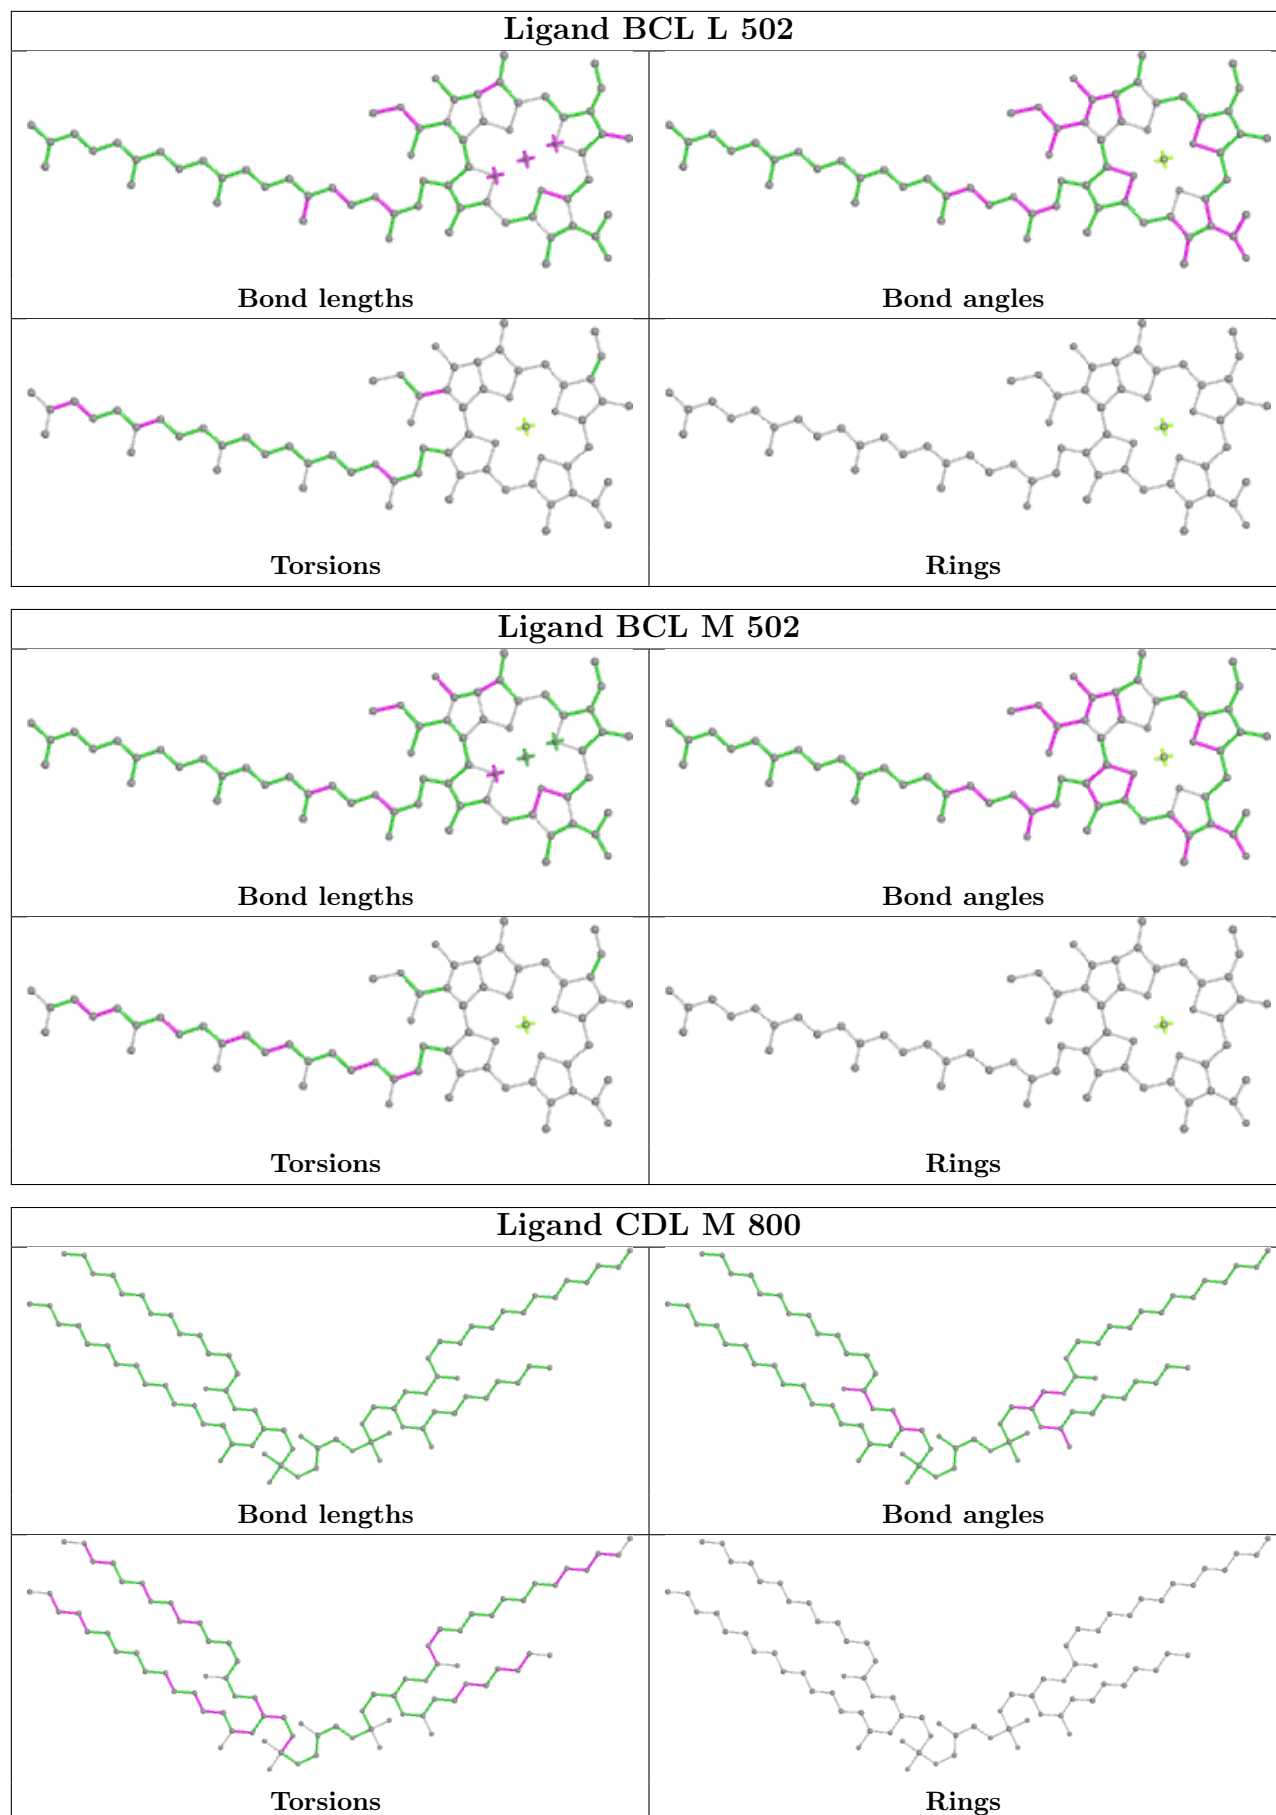 Ligand BCL L 502
Bond lengths
Bond angles
Torsions
Rings
Ligand BCL M 502
Bond lengths
Bond angles
Torsions
Rings
Ligand CDL M 800
Bond lengths
Bond angles
Torsions
Rings